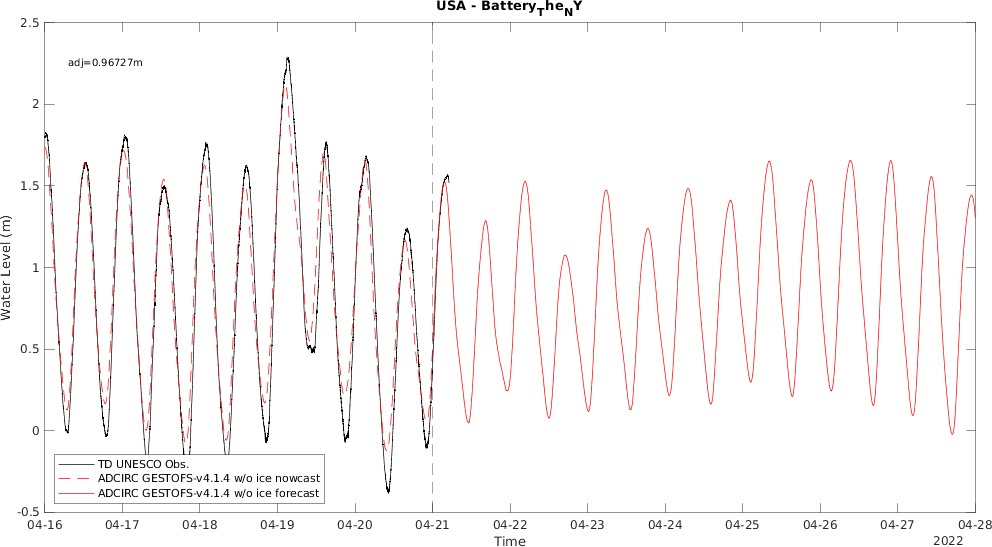 USA - BatteryTheNY
adj=0.96727m
2.5
2
1.5
1
0.5
0
-0.5
Water Level (m)
TD UNESCO Obs.
ADCIRC GESTOFS-v4.1.4 w/o ice nowcast
ADCIRC GESTOFS-v4.1.4 w/o ice forecast
04-16 04-17 04-18 04-19 04-20 04-21 04-22 04-23 04-24 04-25 04-26 04-27 04-28
Time
2022